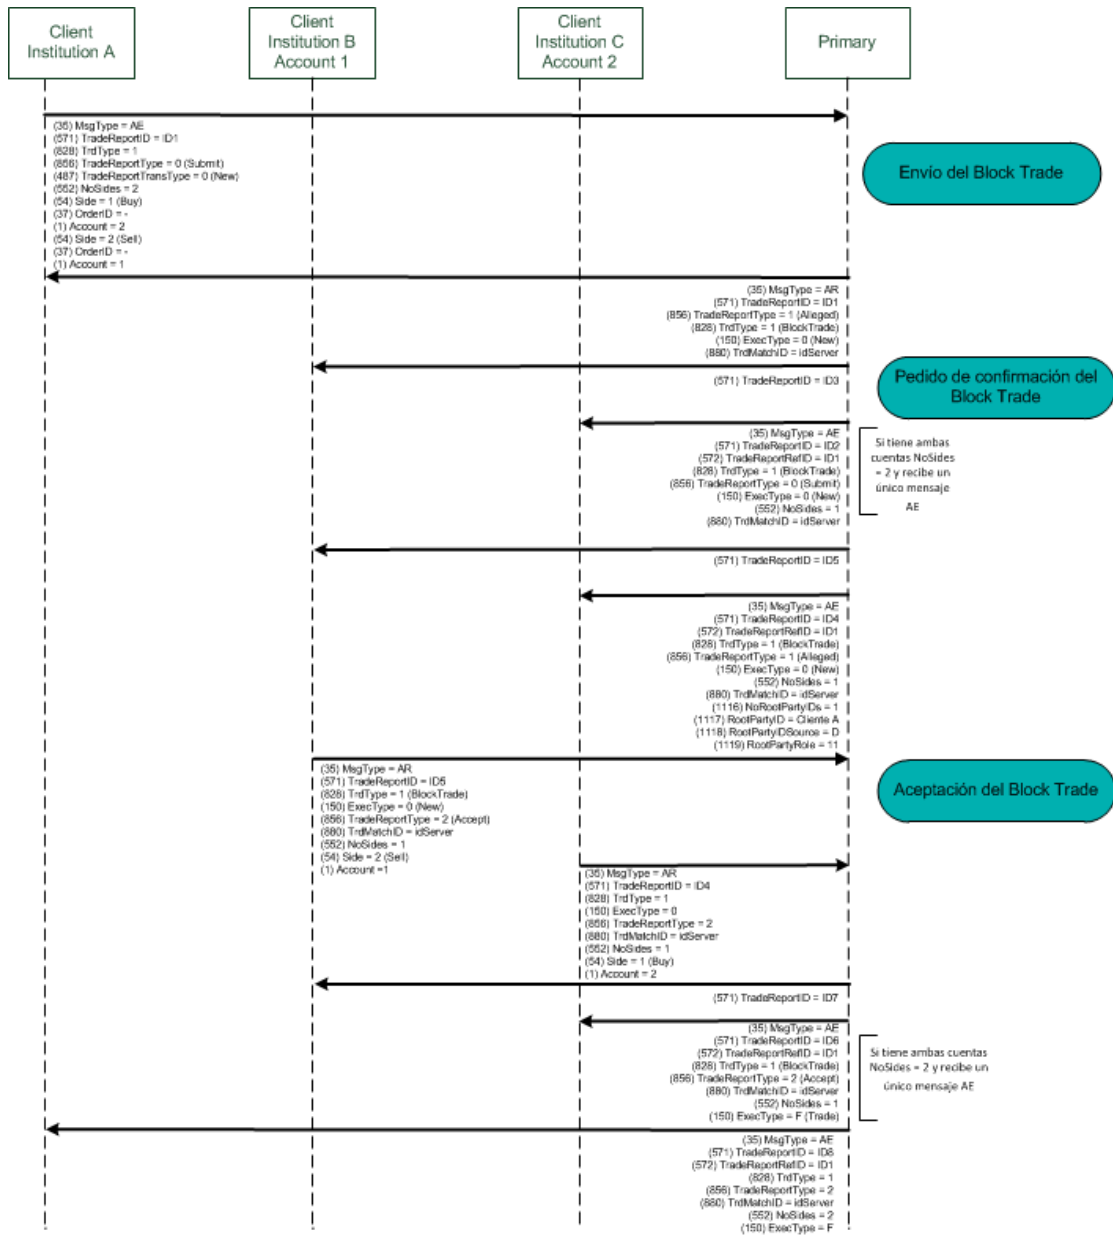 Client
Institution A
Client
Institution B
Account 1
Client
Institution C
Account 2
Primary
(35) MsgType = AE
(571) TradeReportID = ID1
(828) TrdType = 1
(856) TradeReportType = 0 (Submit)
(487) TradeReportTransType = 0 (New)
(552) NoSides = 2
(54) Side = 1 (Buy)
(37) OrderID = -
(1) Account = 2
(54) Side = 2 (Sell)
(37) OrderID = -
(1) Account = 1
Envío del Block Trade
(35) MsgType = AR
(571) TradeReportID = ID1
(856) TradeReportType = 1 (Alleged)
(828) TrdType = 1 (BlockTrade)
(150) ExecType = 0 (New)
(880) TrdMatchID = idServer
(571) TradeReportID = ID3
Pedido de confirmación del
Block Trade
(35) MsgType = AE
(571) TradeReportID = ID2
(572) TradeReportRefID = ID1
(828) TrdType = 1 (BlockTrade)
(856) TradeReportType = 0 (Submit)
(150) ExecType = 0 (New)
(552) NoSides = 1
(880) TrdMatchID = idServer
Si tiene ambas
cuentas NoSides
= 2 y recibe un
único mensaje
AE
(571) TradeReportID = ID5
(35) MsgType = AE
(571) TradeReportID = ID4
(572) TradeReportRefID = ID1
(828) TrdType = 1 (BlockTrade)
(856) TradeReportType = 1 (Alleged)
(150) ExecType = 0 (New)
(552) NoSides = 1
(880) TrdMatchID = idServer
(1116) NoRootPartyIDs = 1
(1117) RootPartyID = Cliente A
(1118) RootPartyIDSource = D
(1119) RootPartyRole = 11
(35) MsgType = AR
(571) TradeReportID = ID5
(828) TrdType = 1 (BlockTrade)
(150) ExecType = 0 (New)
(856) TradeReportType = 2 (Accept)
(880) TrdMatchID = idServer
(552) NoSides = 1
(54) Side = 2 (Sell)
(1) Account =1
Aceptación del Block Trade
(35) MsgType = AR
(571) TradeReportID = ID4
(828) TrdType = 1
(150) ExecType = 0
(856) TradeReportType = 2
(880) TrdMatchID = idServer
(552) NoSides = 1
(54) Side = 1 (Buy)
(1) Account = 2
(571) TradeReportID = ID7
(35) MsgType = AE
(571) TradeReportID = ID6
(572) TradeReportRefID = ID1
(828) TrdType = 1 (BlockTrade)
(856) TradeReportType = 2 (Accept)
(880) TrdMatchID = idServer
(552) NoSides = 1
(150) ExecType = F (Trade)
Si tiene ambas cuentas
NoSides = 2 y recibe un
único mensaje AE
(35) MsgType = AE
(571) TradeReportID = ID8
(572) TradeReportRefID = ID1
(828) TrdType = 1
(856) TradeReportType = 2
(880) TrdMatchID = idServer
(552) NoSides = 2
(150) ExecType = F